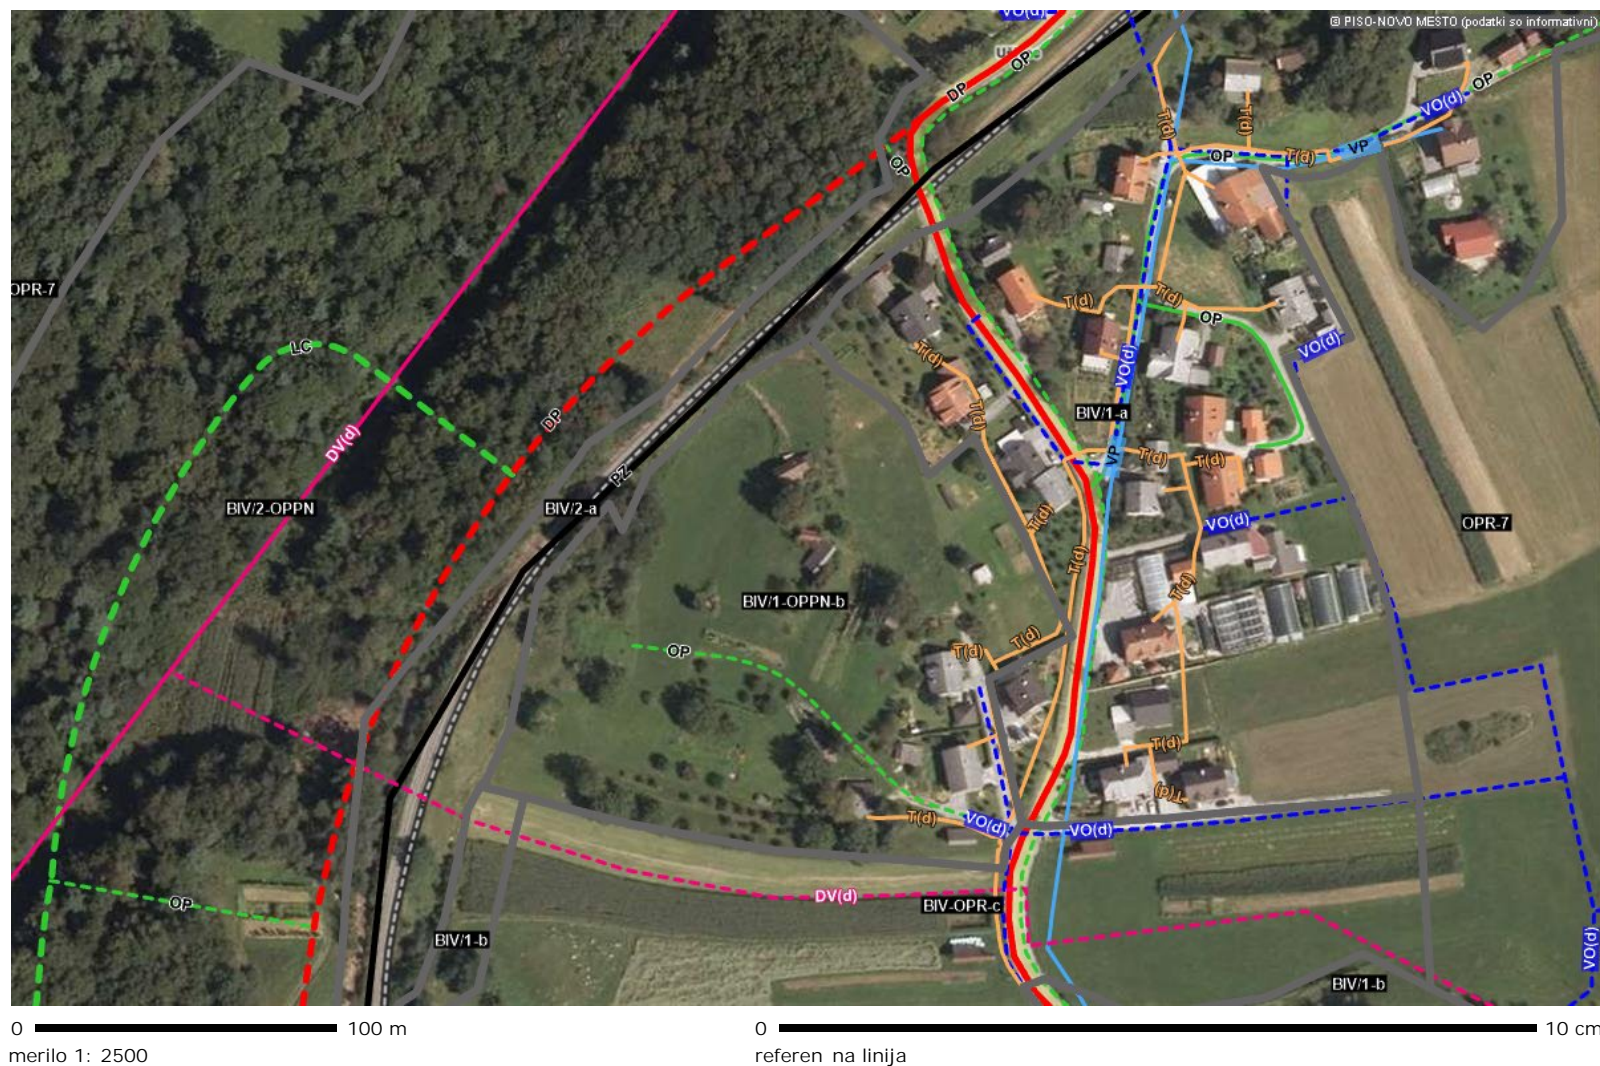 VO(d)
© PISO-NOVO MESTO (podatki so informativni)
OP
DP
OP
VO(d)
T(d)
T(d)
OP
T(d)
VP
OP
OPR-7
T(d)
T(d)
OP
VO(d)
LC
T(d)
VO(d)
DP
T(d)
BIV/1-a
DV(d)
VP
T(d)
T(d)
PZ
BIV/2-OPPN
BIV/2-a
T(d)
VO(d)
OPR-7
T(d)
T(d)
BIV/1-OPPN-b
OP
T(d)
T(d)
T(d)
T(d)
T(d)
VO(d)
VO(d)
OP
DV(d)
BIV-OPR-c
BIV/1-b
VO(d)
BIV/1-b
0 100 m
0 10 cm
merilo 1: 2500
referen na linija